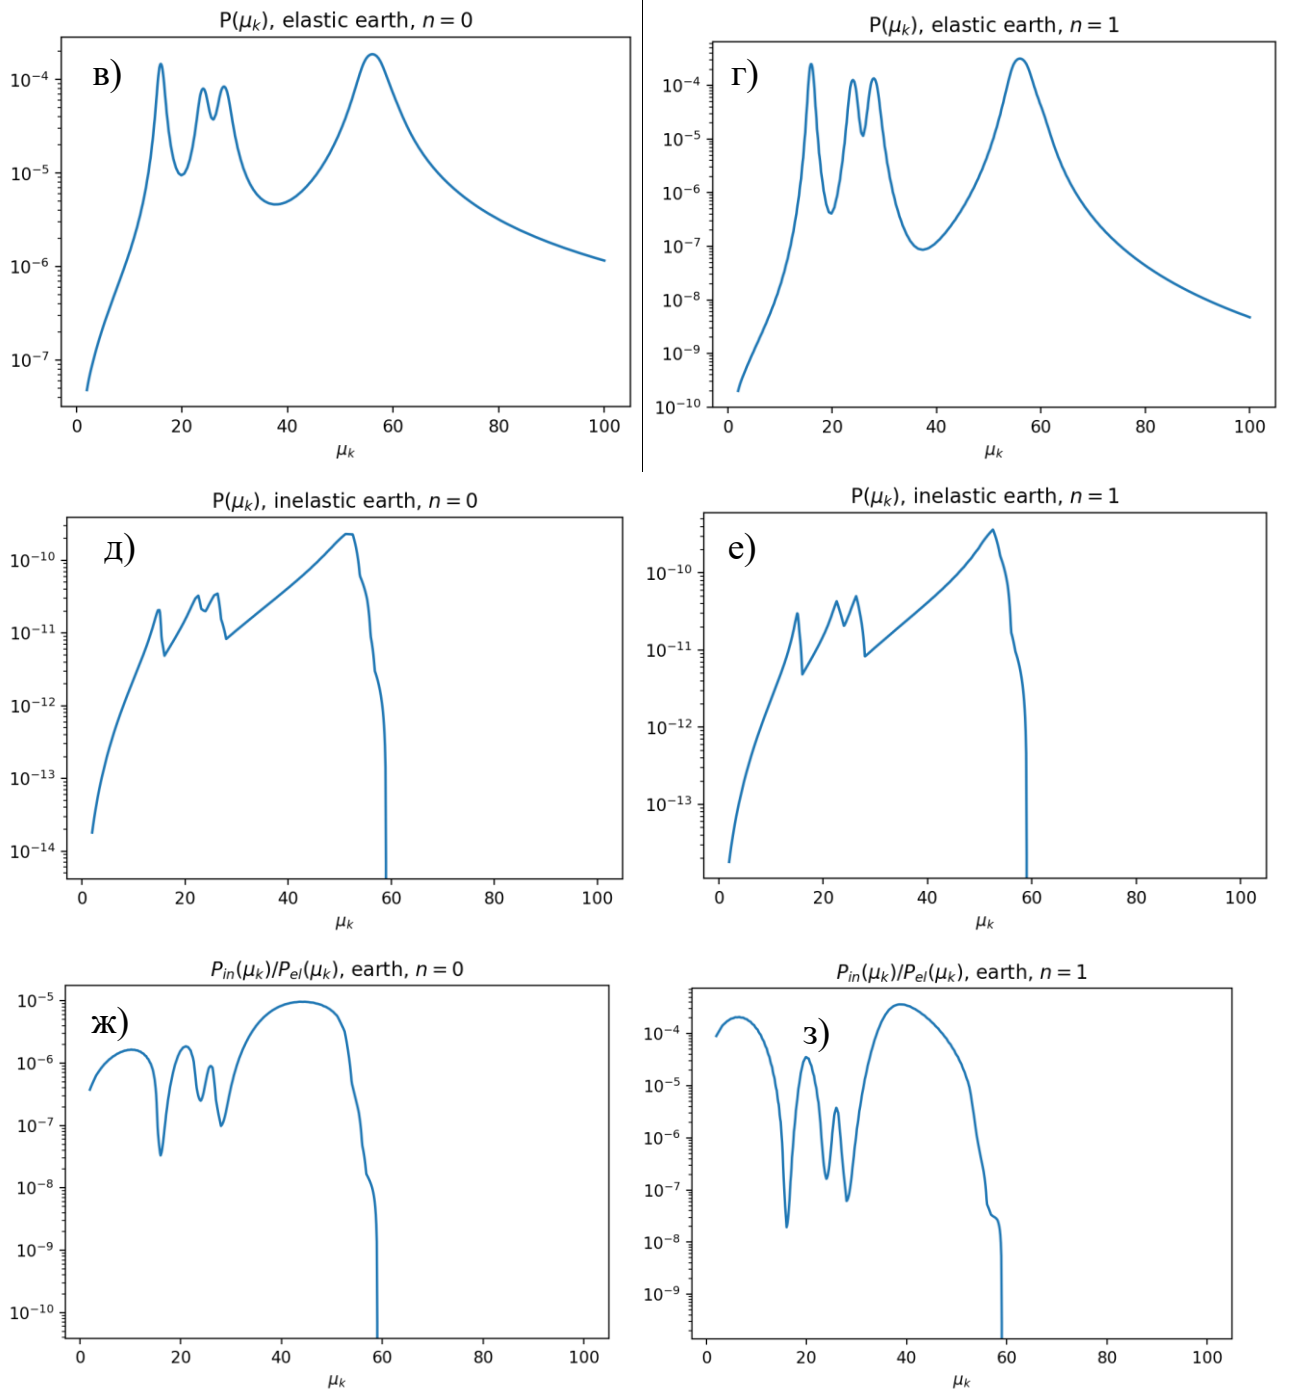 P(μₖ), elastic earth, n = 0
в)
10⁻⁴
10⁻⁵
10⁻⁶
10⁻⁷
0 20 40 60 80 100
μₖ
P(μₖ), elastic earth, n = 1
г)
10⁻⁴
10⁻⁵
10⁻⁶
10⁻⁷
10⁻⁸
10⁻⁹
10⁻¹⁰
0 20 40 60 80 100
μₖ
P(μₖ), inelastic earth, n = 0
д)
10⁻¹⁰
10⁻¹¹
10⁻¹²
10⁻¹³
10⁻¹⁴
0 20 40 60 80 100
μₖ
P(μₖ), inelastic earth, n = 1
е)
10⁻¹⁰
10⁻¹¹
10⁻¹²
10⁻¹³
0 20 40 60 80 100
μₖ
Pᵢₙ(μₖ)/Pₑₗ(μₖ), earth, n = 0
ж)
10⁻⁵
10⁻⁶
10⁻⁷
10⁻⁸
10⁻⁹
10⁻¹⁰
0 20 40 60 80 100
μₖ
Pᵢₙ(μₖ)/Pₑₗ(μₖ), earth, n = 1
з)
10⁻⁴
10⁻⁵
10⁻⁶
10⁻⁷
10⁻⁸
10⁻⁹
0 20 40 60 80 100
μₖ